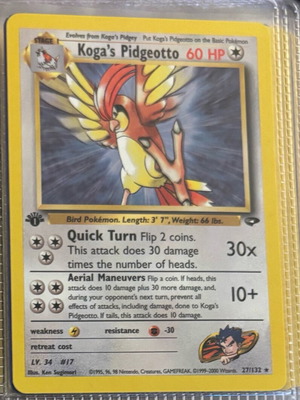 STAGE 1 Evolves from Koga's Pidgey Put Koga's Pidgeotto on the Basic Pokémon
Koga's Pidgeotto 60 HP
EDITION
1
Bird Pokémon. Length: 3' 7", Weight: 66 lbs.
Quick Turn Flip 2 coins.
This attack does 30 damage
times the number of heads.
30x
Aerial Maneuvers Flip a coin. If heads, this
attack does 10 damage plus 30 more damage, and,
during your opponent's next turn, prevent all
effects of attacks, including damage, done to Koga's
Pidgeotto. If tails, this attack does 10 damage.
10+
weakness resistance -30
retreat cost
LV. 34 #17
Illus. Ken Sugimori ©1995, 96, 98 Nintendo, Creatures, GAMEFREAK. ©1999-2000 Wizards. 27/132